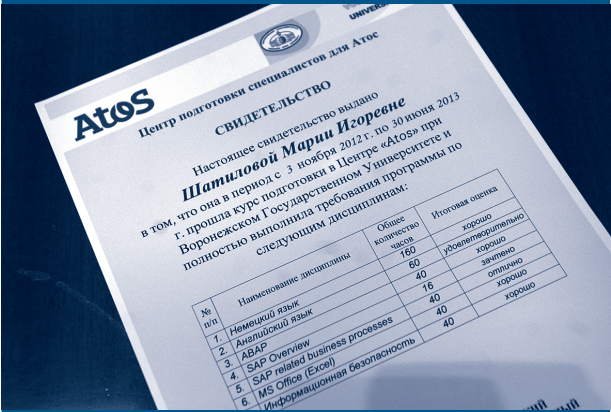 Atos
Центр подготовки специалистов для Атос
СВИДЕТЕЛЬСТВО
Настоящее свидетельство выдано
Шатиловой Марии Игоревне
в том, что она в период с 3 ноября 2012 г. по 30 июня 2013
г. прошла курс подготовки в Центре «Atos» при
Воронежском Государственном Университете и
полностью выполнила требования программы по
следующим дисциплинам:
№ п/п Наименование дисциплины Общее количество часов Итоговая оценка
1. Немецкий язык 160 хорошо
2. Английский язык 60 удовлетворительно
3. ABAP 40 хорошо
4. SAP Overview 16 зачтено
5. SAP related business processes 40 отлично
6. MS Office (Excel) 40 хорошо
Информационная безопасность 40 хорошо